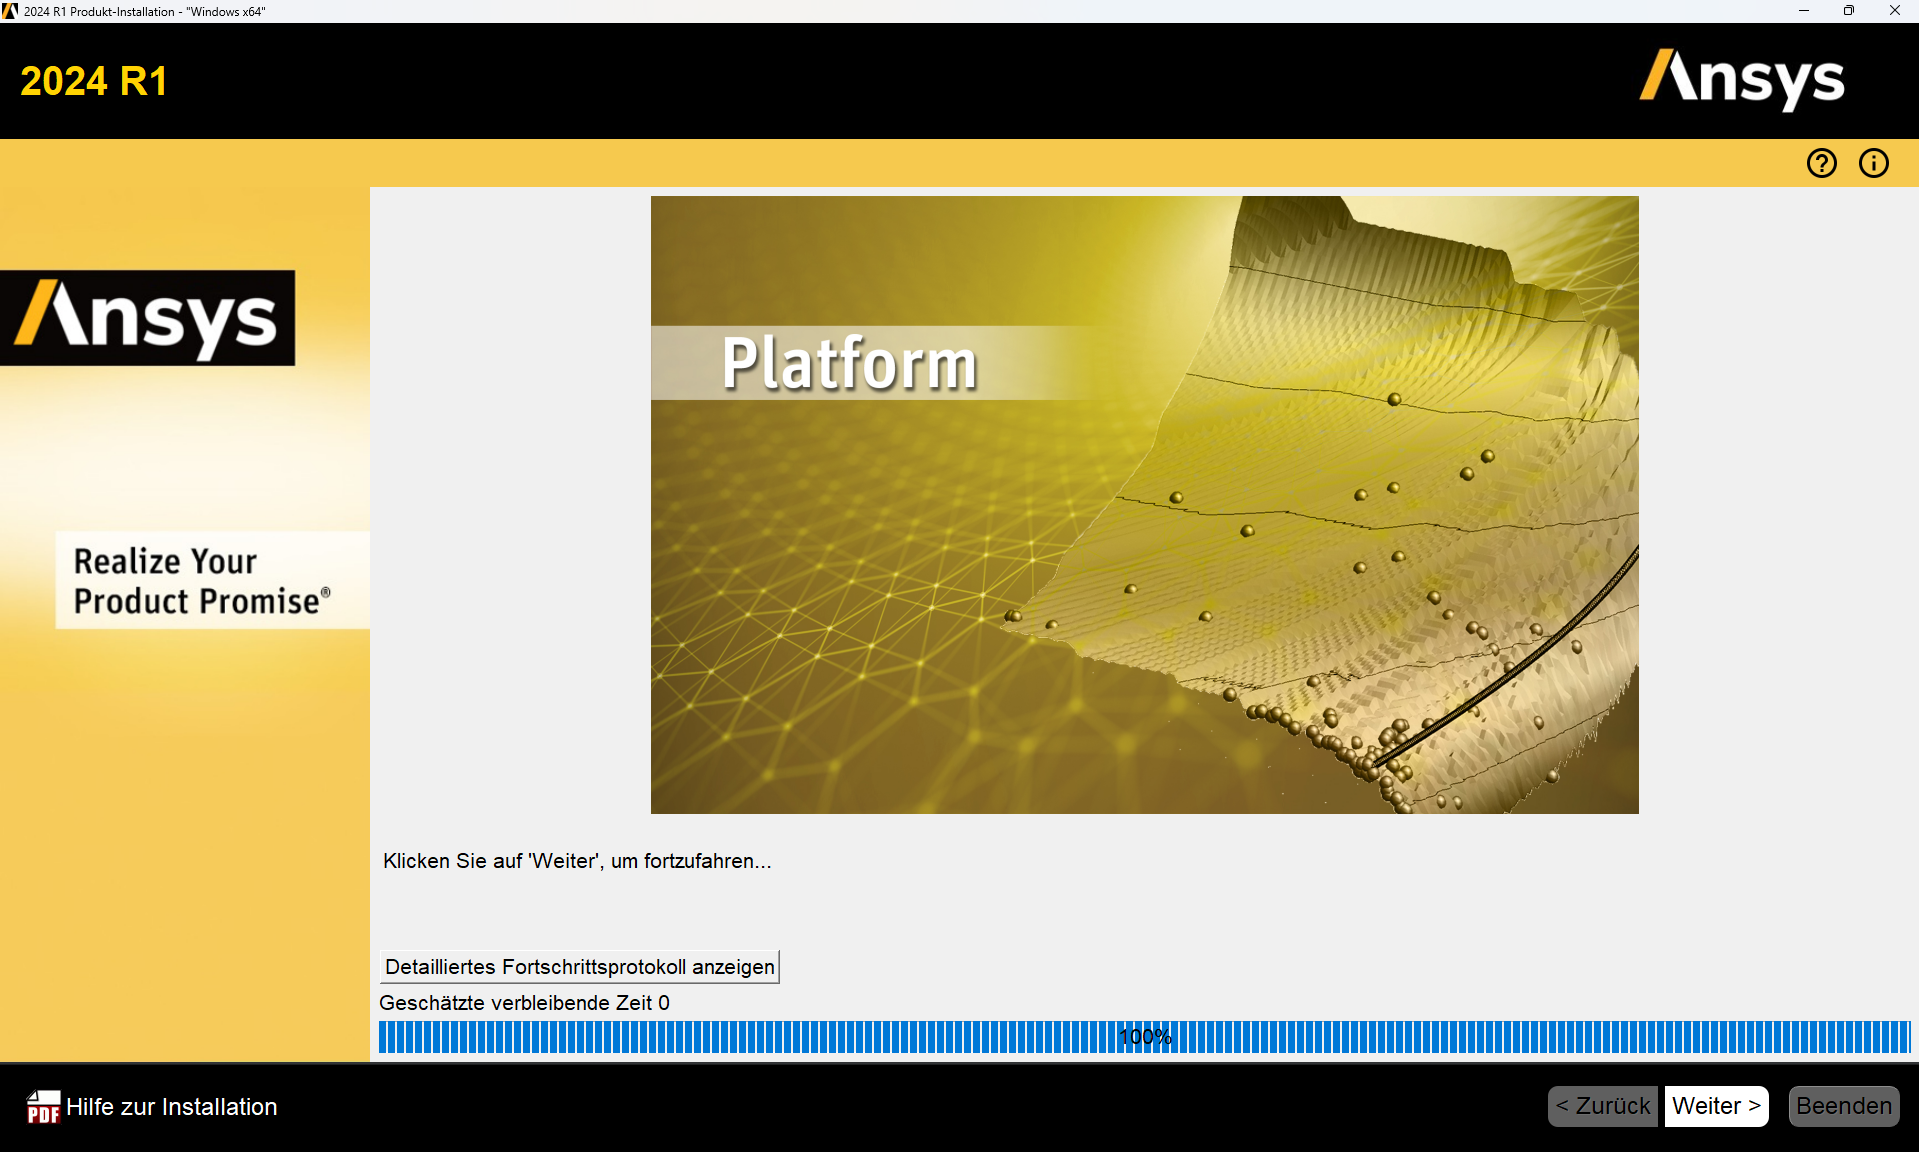 2024 R1 Produkt-Installation - "Windows x64"
2024 R1
Ansys
Ansys
Platform
Realize Your
Product Promise®
Klicken Sie auf 'Weiter', um fortzufahren...
Detailliertes Fortschrittsprotokoll anzeigen
Geschätzte verbleibende Zeit 0
100%
PDF Hilfe zur Installation
< Zurück
Weiter >
Beenden